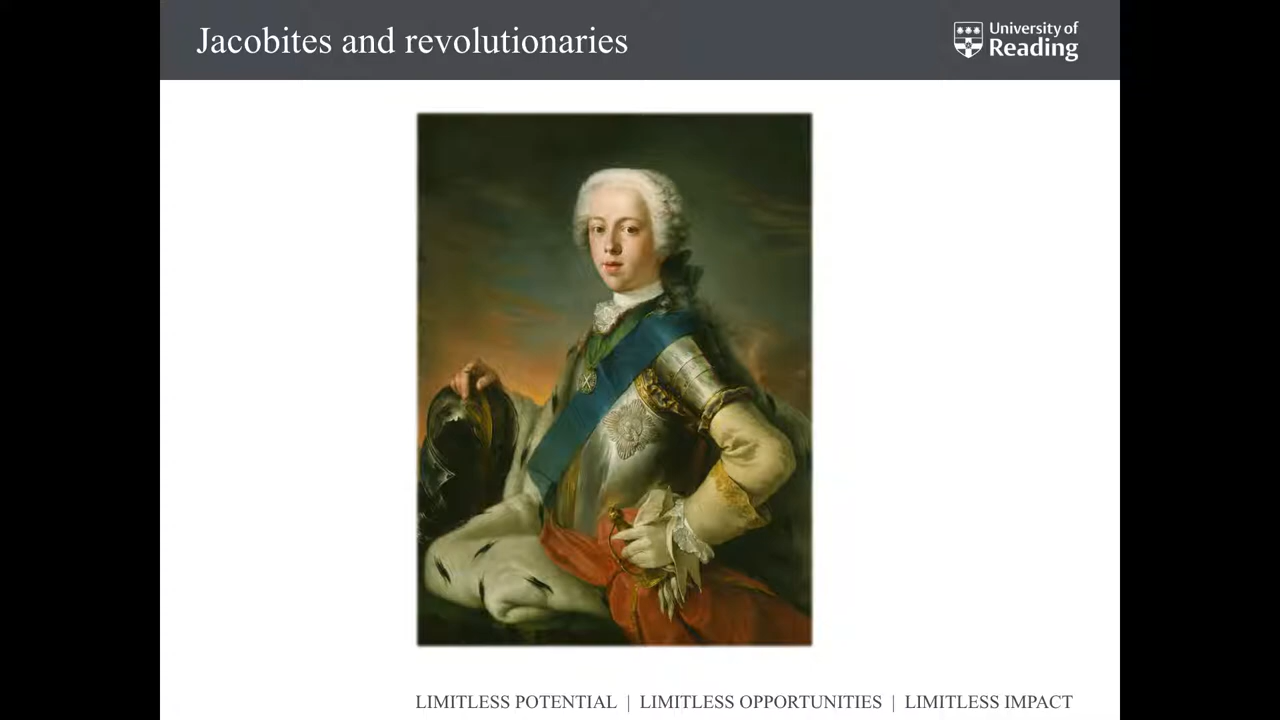 Jacobites and revolutionaries
University of
Reading
LIMITLESS POTENTIAL | LIMITLESS OPPORTUNITIES | LIMITLESS IMPACT